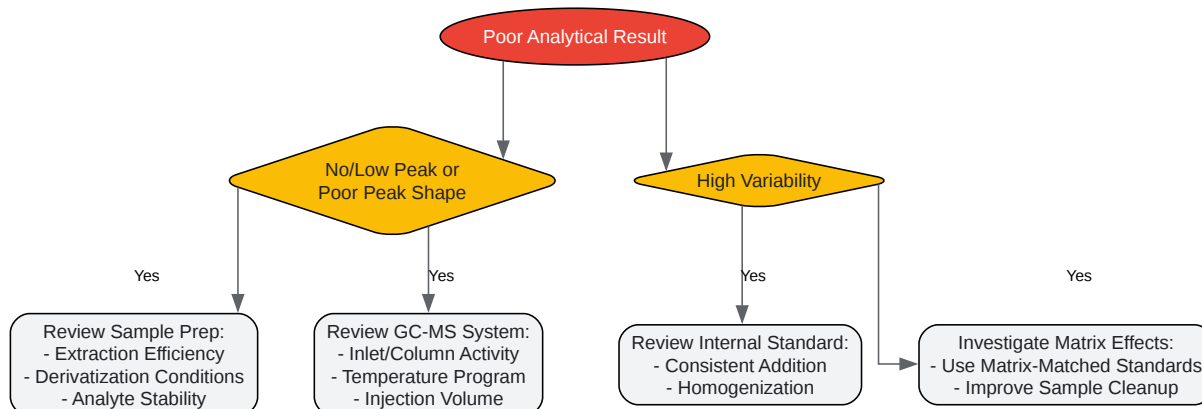 Poor Analytical Result
No/Low Peak or
Poor Peak Shape
High Variability
Yes
Yes
Yes
Yes
Review Sample Prep:
- Extraction Efficiency
- Derivatization Conditions
- Analyte Stability
Review GC-MS System:
- Inlet/Column Activity
- Temperature Program
- Injection Volume
Review Internal Standard:
- Consistent Addition
- Homogenization
Investigate Matrix Effects:
- Use Matrix-Matched Standards
- Improve Sample Cleanup